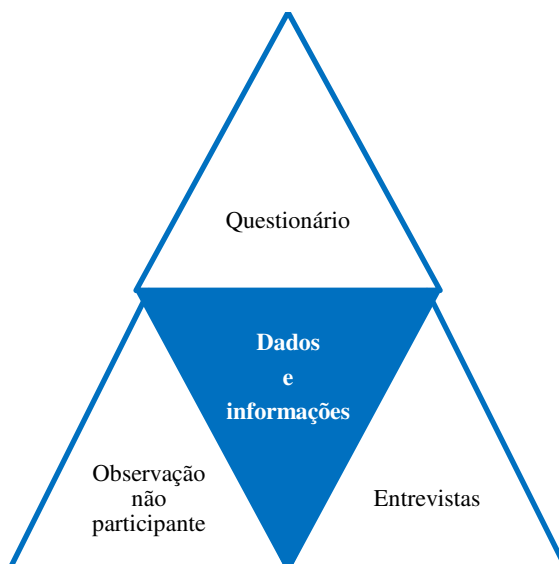 Questionário
Dados
e
informações
Observação
não
participante
Entrevistas